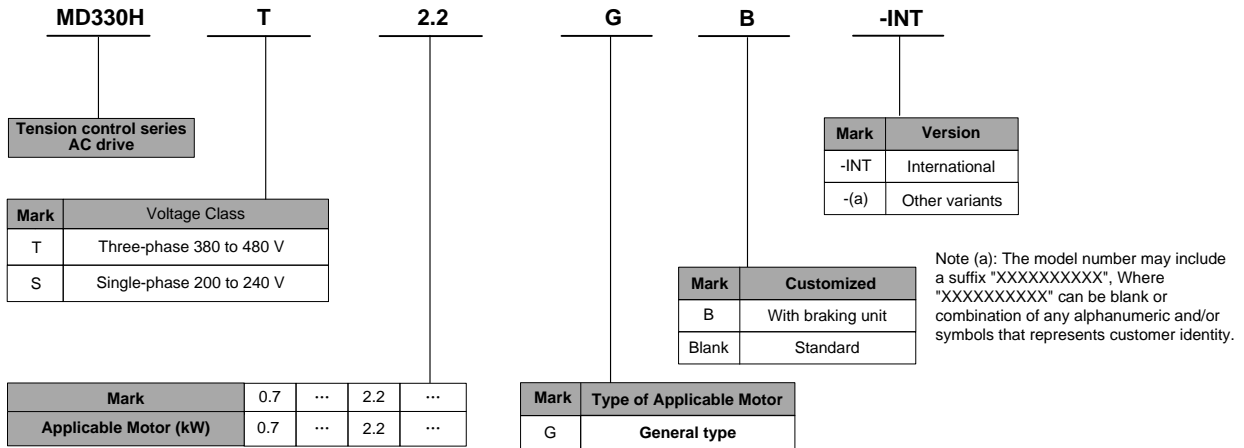 MD330H T 2.2 G B -INT
Tension control series
AC drive
Mark Version
-INT International
-(a) Other variants
Mark Voltage Class
T Three-phase 380 to 480 V
S Single-phase 200 to 240 V
Note (a): The model number may include
a suffix "XXXXXXXXXX", Where
"XXXXXXXXXX" can be blank or
combination of any alphanumeric and/or
symbols that represents customer identity.
Mark Customized
B With braking unit
Blank Standard
Mark 0.7 ... 2.2 ...
Applicable Motor (kW) 0.7 ... 2.2 ...
Mark Type of Applicable Motor
G General type